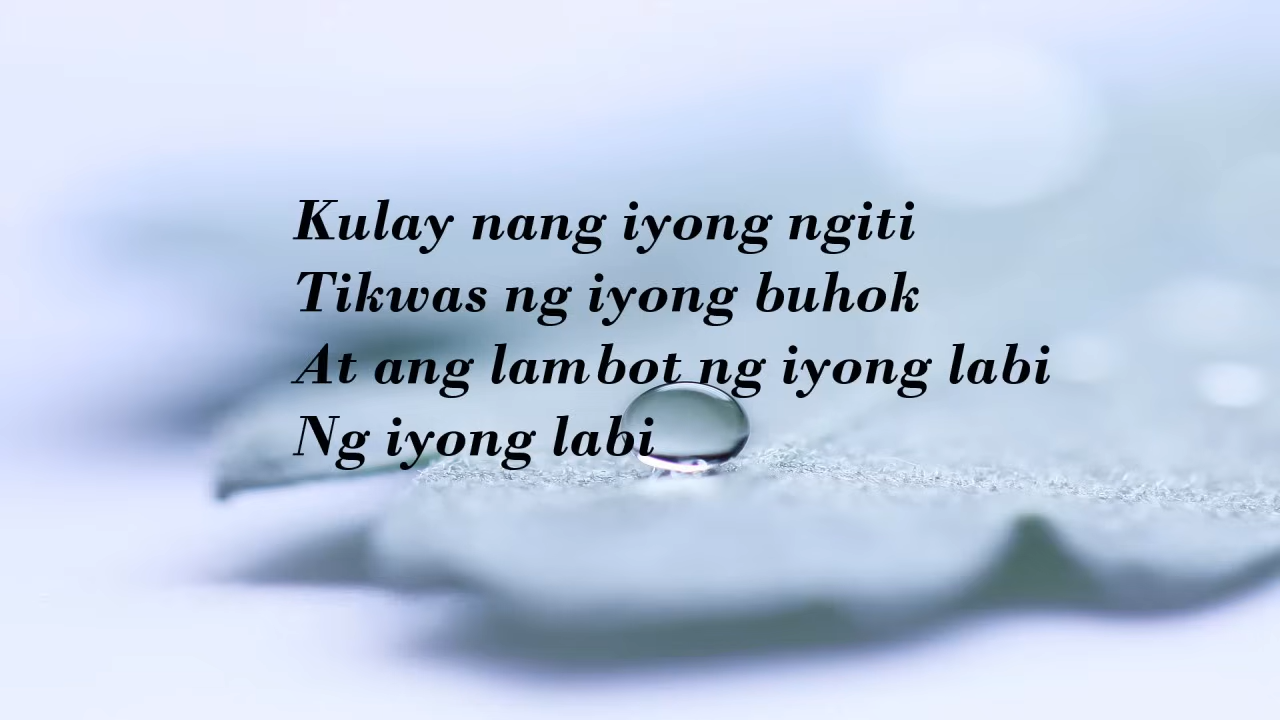 Kulay nang iyong ngiti
Tikwas ng iyong buhok
At ang lambot ng iyong labi
Ng iyong labi